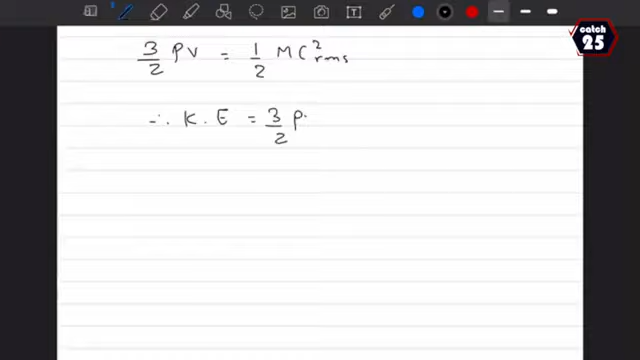 catch
25
3/2 PV = 1/2 MC²rms
∴ K.E = 3/2 P